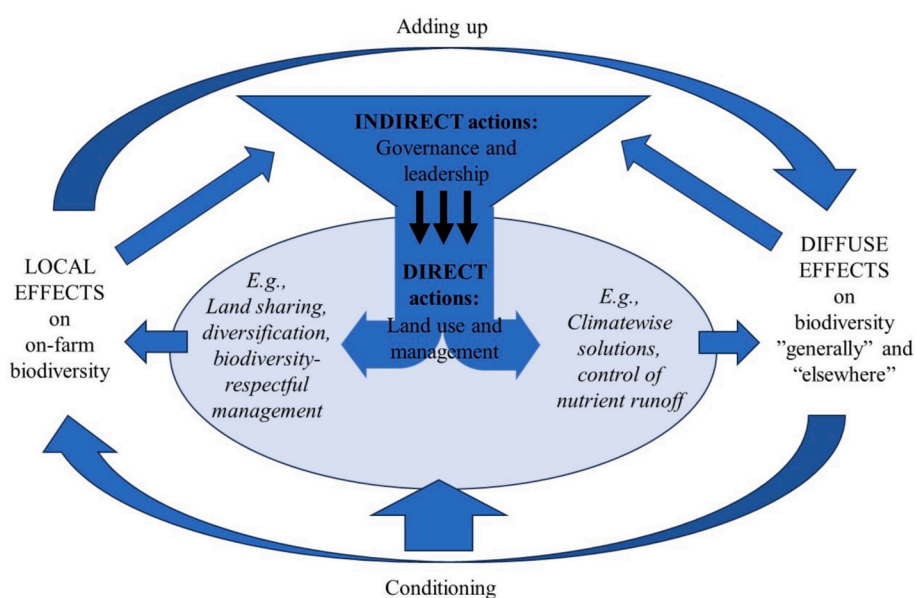 Adding up
INDIRECT actions:
Governance and
leadership
LOCAL
EFFECTS
on
on-farm
biodiversity
E.g.,
Land sharing,
diversification,
biodiversity-
respectful
management
DIRECT
actions:
Land use and
management
E.g.,
Climatewise
solutions,
control of
nutrient runoff
DIFFUSE
EFFECTS
on
biodiversity
”generally” and
“elsewhere”
Conditioning